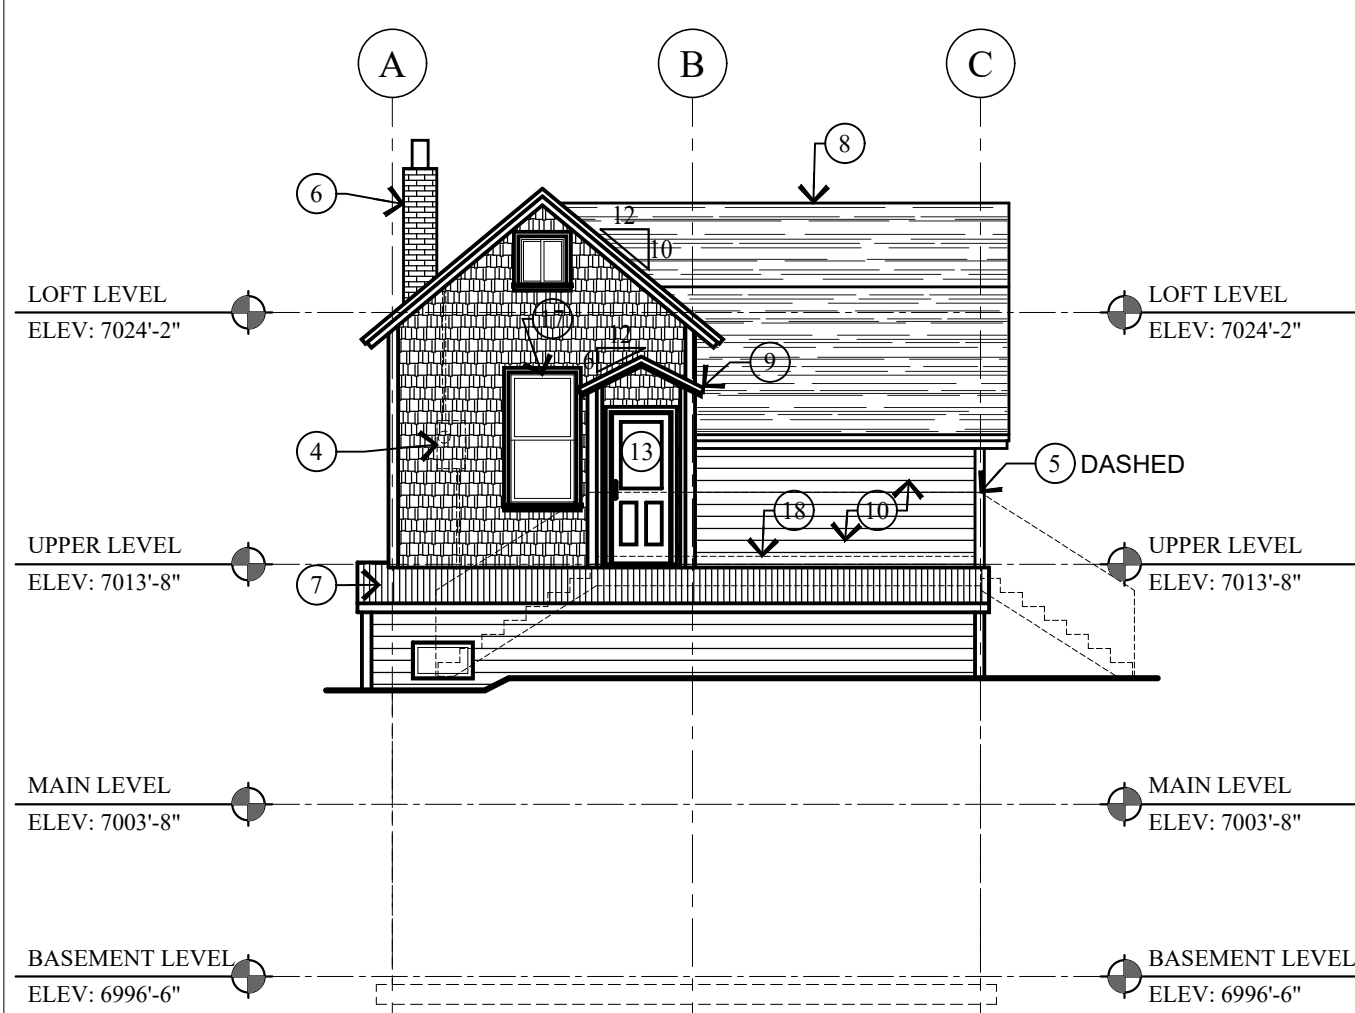 A B C
8
6
12
10
LOFT LEVEL
ELEV: 7024'-2"
LOFT LEVEL
ELEV: 7024'-2"
17
12
6
9
4
13
5 DASHED
18
10
UPPER LEVEL
ELEV: 7013'-8"
UPPER LEVEL
ELEV: 7013'-8"
7
MAIN LEVEL
ELEV: 7003'-8"
MAIN LEVEL
ELEV: 7003'-8"
BASEMENT LEVEL
ELEV: 6996'-6"
BASEMENT LEVEL
ELEV: 6996'-6"